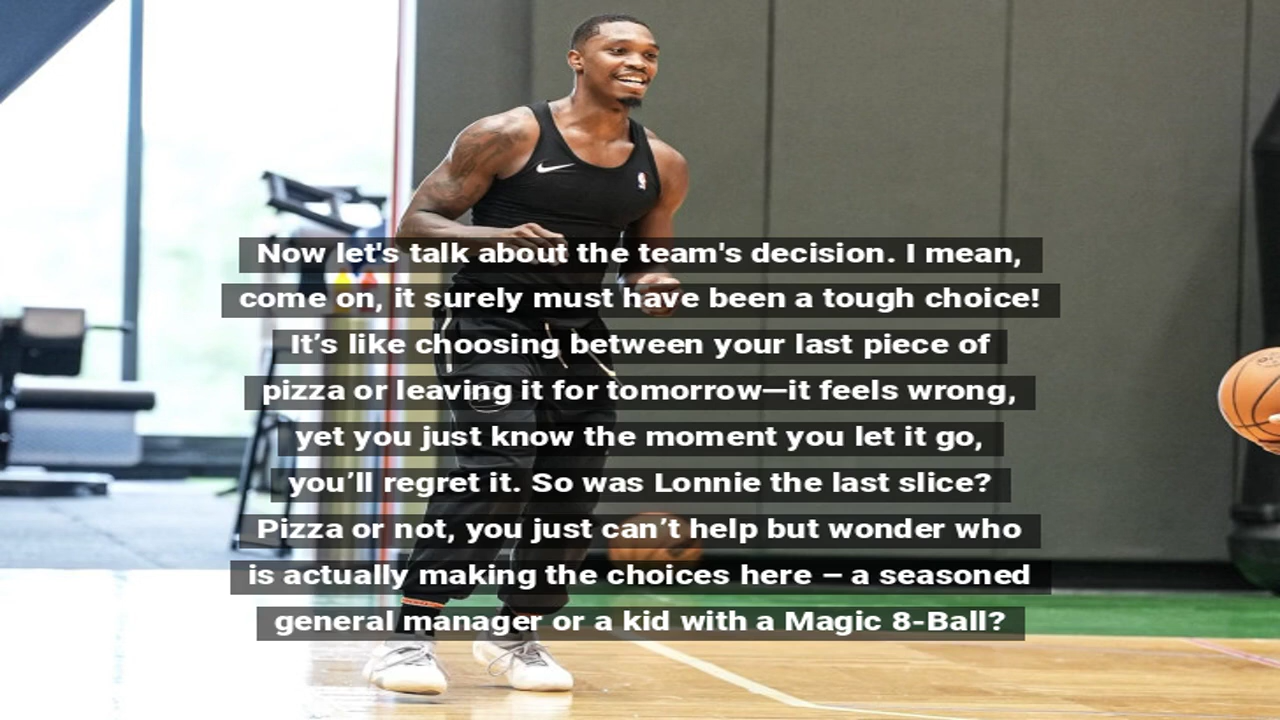 Now let's talk about the team's decision. I mean,
come on, it surely must have been a tough choice!
It’s like choosing between your last piece of
pizza or leaving it for tomorrow—it feels wrong,
yet you just know the moment you let it go,
you’ll regret it. So was Lonnie the last slice?
Pizza or not, you just can’t help but wonder who
is actually making the choices here – a seasoned
general manager or a kid with a Magic 8-Ball?